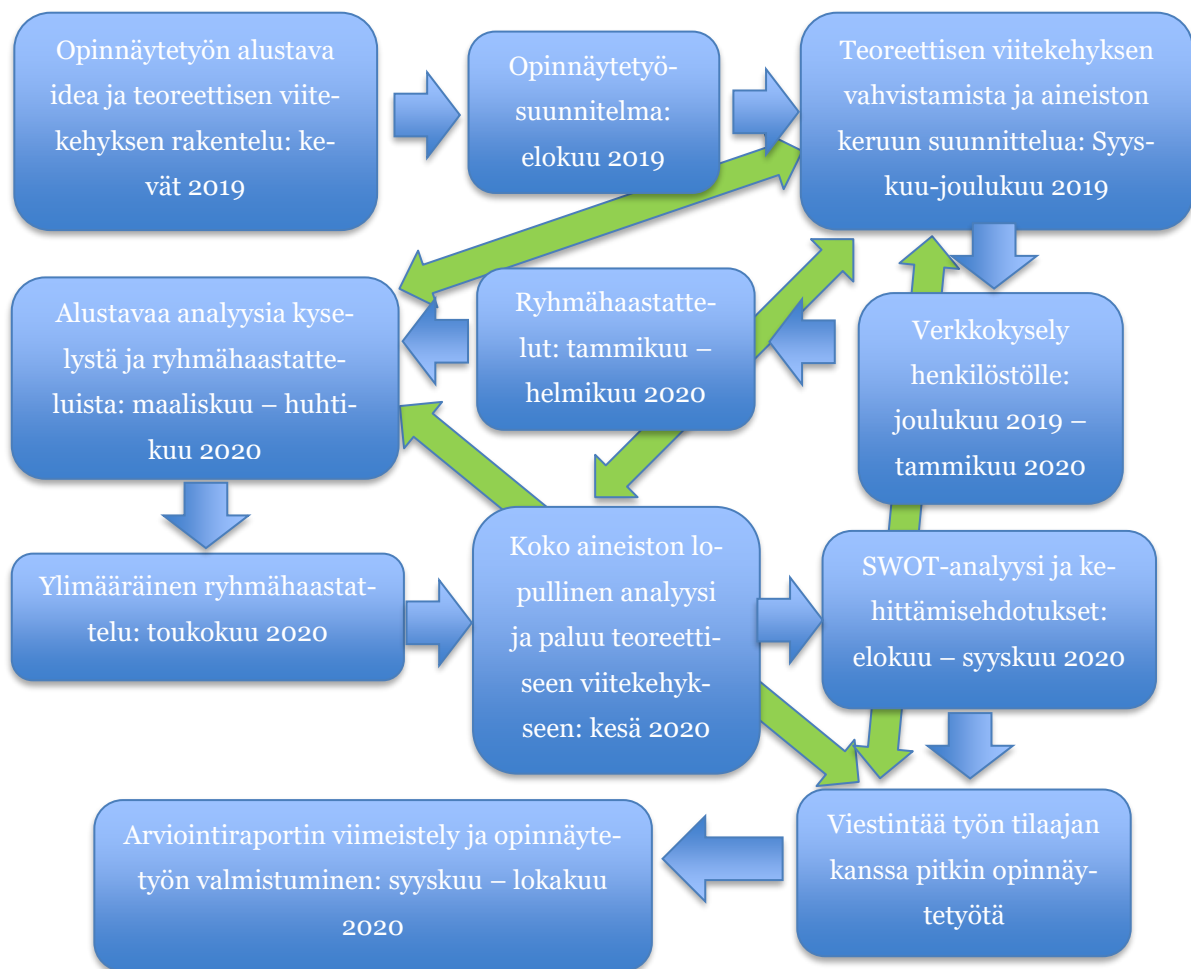 Opinnäytetyön alustava
idea ja teoreettisen viite-
kehyksen rakentelu: ke-
vät 2019
Opinnäytetyö-
suunnitelma:
elokuu 2019
Teoreettisen viitekehyksen
vahvistamista ja aineiston
keruun suunnittelua: Syys-
kuu-joulukuu 2019
Verkkokysely
henkilöstölle:
joulukuu 2019 –
tammikuu 2020
Ryhmähaastatte-
lut: tammikuu –
helmikuu 2020
Alustavaa analyysia kyse-
lystä ja ryhmähaastatte-
luista: maaliskuu – huhti-
kuu 2020
Ylimääräinen ryhmähaastat-
telu: toukokuu 2020
Koko aineiston lo-
pullinen analyysi
ja paluu teoreetti-
seen viitekehyk-
seen: kesä 2020
SWOT-analyysi ja ke-
hittämisehdotukset:
elokuu – syyskuu 2020
Viestintää työn tilaajan
kanssa pitkin opinnäy-
tetyötä
Arviointiraportin viimeistely ja opinnäyte-
työn valmistuminen: syyskuu – lokakuu
2020